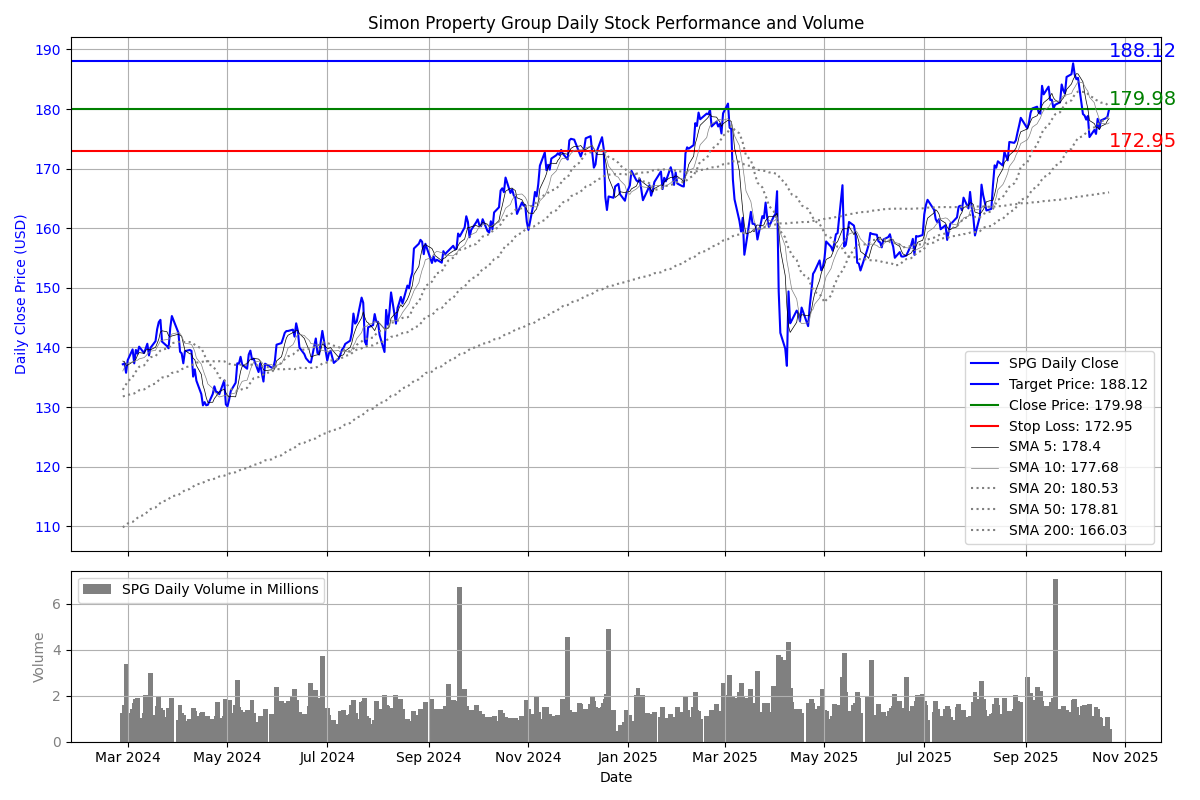 Simon Property Group Daily Stock Performance and Volume
190
180
170
160
150
140
130
120
110
Daily Close Price (USD)
188.12
179.98
172.95
SPG Daily Close
Target Price: 188.12
Close Price: 179.98
Stop Loss: 172.95
SMA 5: 178.4
SMA 10: 177.68
SMA 20: 180.53
SMA 50: 178.81
SMA 200: 166.03
SPG Daily Volume in Millions
6
4
2
0
Volume
Mar 2024 May 2024 Jul 2024 Sep 2024 Nov 2024 Jan 2025 Mar 2025 May 2025 Jul 2025 Sep 2025 Nov 2025
Date